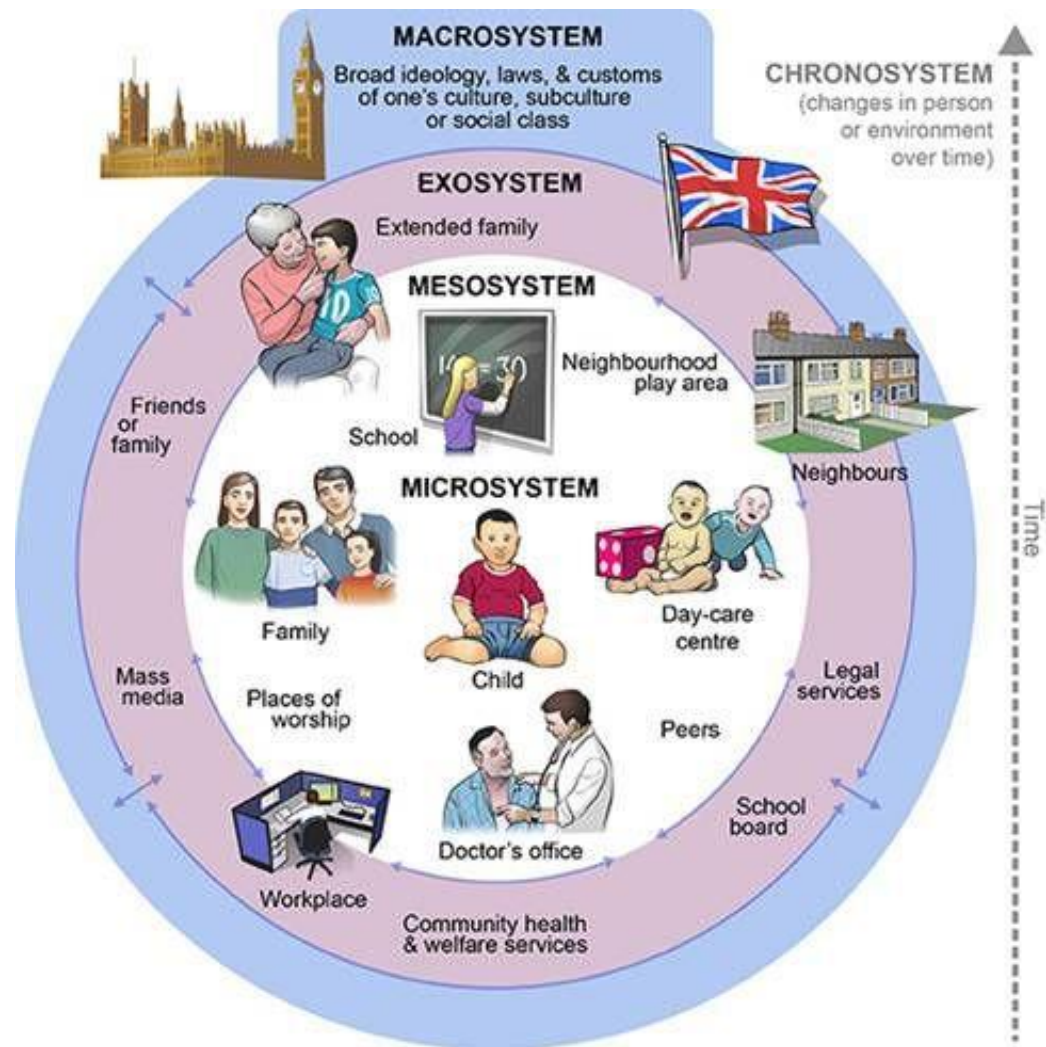 MACROSYSTEM
Broad ideology, laws, & customs
of one's culture, subculture
or social class
CHRONOSYSTEM
(changes in person
or environment
over time)
EXOSYSTEM
Extended family
MESOSYSTEM
Neighbourhood
play area
School
Friends
or
family
Neighbours
MICROSYSTEM
Time
Family
Child
Day-care
centre
Mass
media
Places of
worship
Legal
services
Peers
School
board
Doctor's office
Workplace
Community health
& welfare services